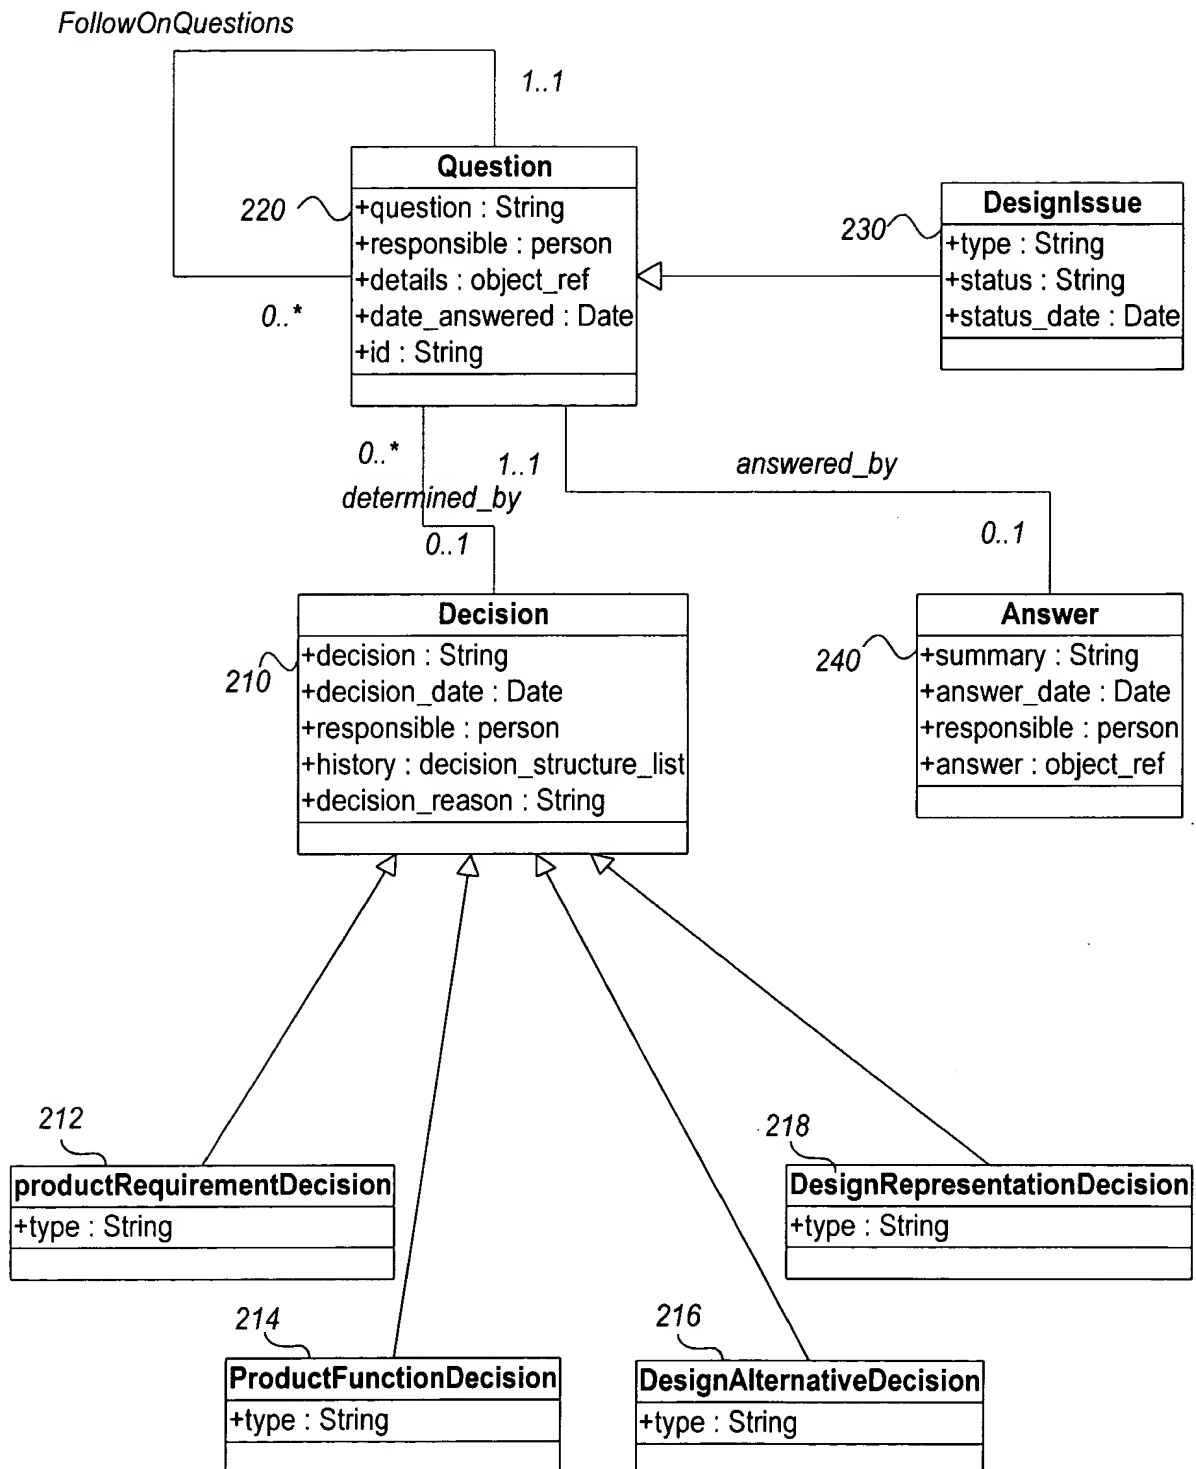 FollowOnQuestions
1..1
Question
220
+question : String
+responsible : person
+details : object_ref
+date_answered : Date
+id : String
0..*
230
DesignIssue
+type : String
+status : String
+status_date : Date
0..*
1..1
answered_by
determined_by
0..1
0..1
Decision
210
+decision : String
+decision_date : Date
+responsible : person
+history : decision_structure_list
+decision_reason : String
Answer
240
+summary : String
+answer_date : Date
+responsible : person
+answer : object_ref
212
productRequirementDecision
+type : String
218
DesignRepresentationDecision
+type : String
214
ProductFunctionDecision
+type : String
216
DesignAlternativeDecision
+type : String